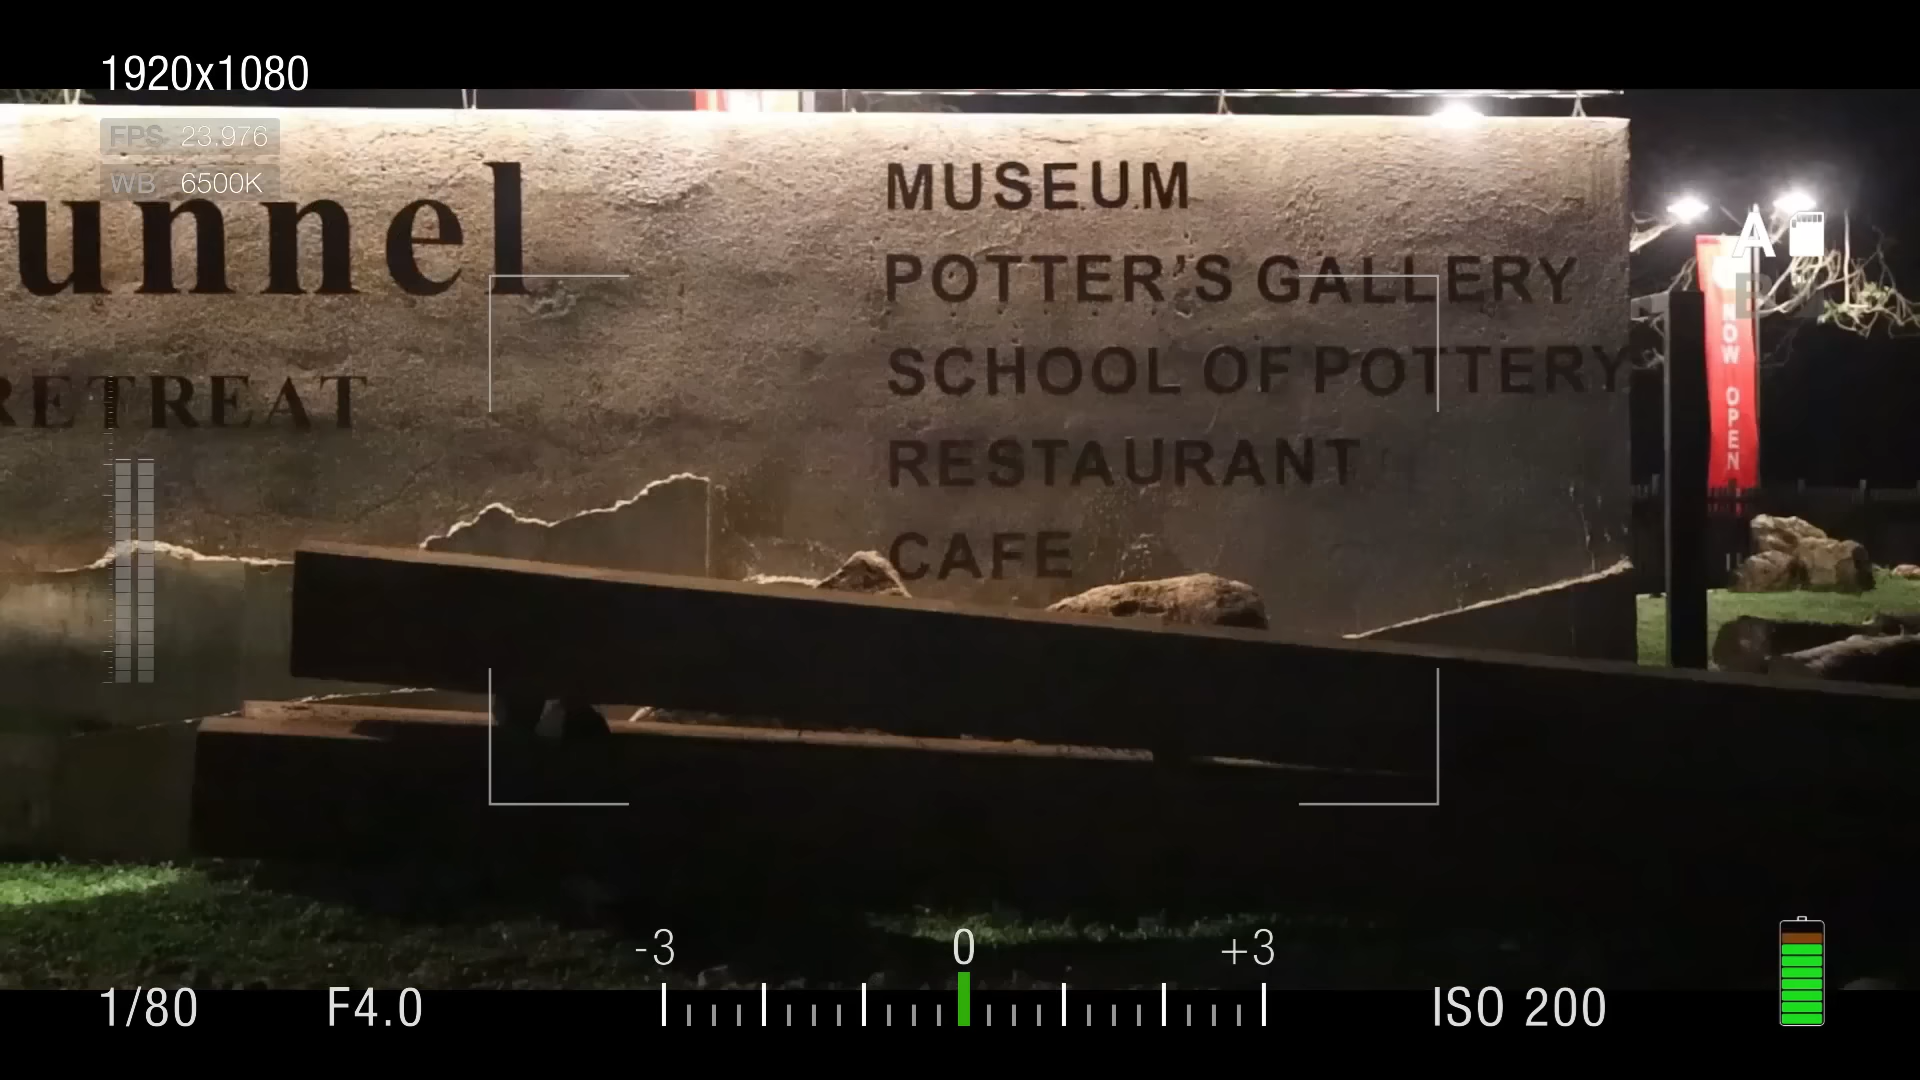 1920x1080
FPS 23.976
WB 6500K
unnel
RETREAT
MUSEUM
POTTER'S GALLERY
SCHOOL OF POTTERY
RESTAURANT
CAFE
A
B
NOW OPEN
-3 0 +3
1/80 F4.0 ISO 200